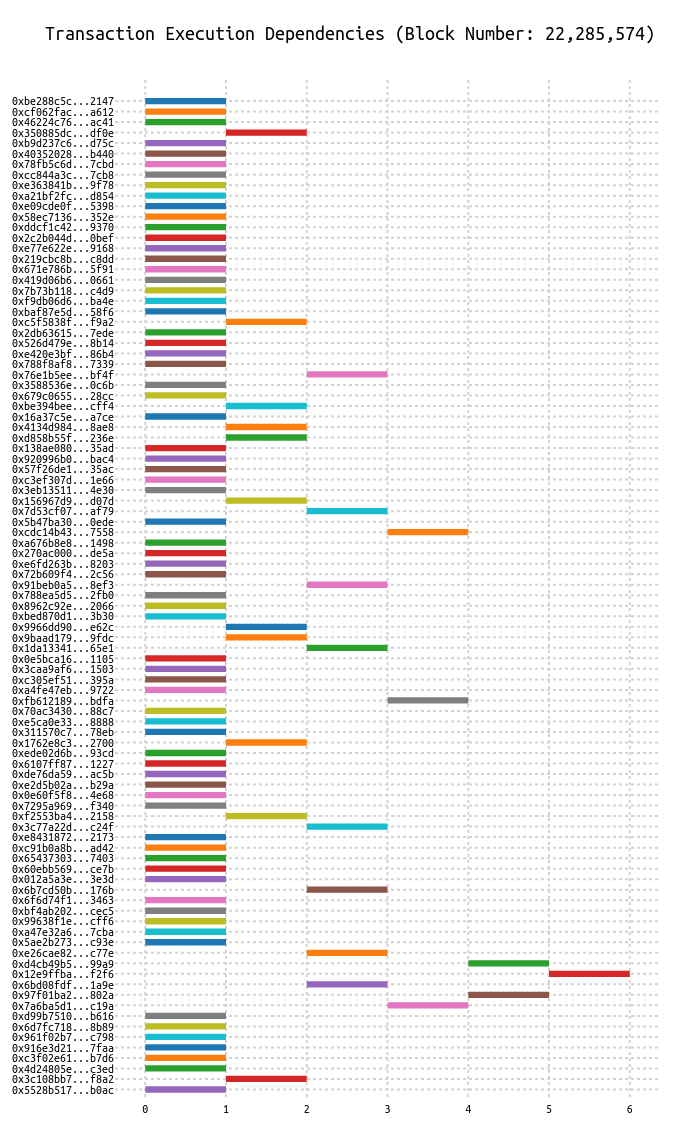 Transaction Execution Dependencies (Block Number: 22,285,574)
0xbe288c5c...2147
0xcf062fac...a612
0x46224c76...ac41
0x350885dc...df0e
0xb9d237c6...d75c
0x40352028...b440
0x78fb5c6d...7cbd
0xcc844a3c...7cb8
0xe363841b...9f78
0xa21bf2fc...d854
0xe09cde0f...5398
0x58ec7136...352e
0xddcf1c42...9370
0x2c2b044d...0bef
0xe77e622e...9168
0x219cbc8b...c8dd
0x671e786b...5f91
0x419d06b6...0661
0x7b73b118...c4d9
0xf9db06d6...ba4e
0xbaf87e5d...58f6
0xc5f5838f...f9a2
0x2db63615...7ede
0x526d479e...8b14
0xe420e3bf...86b4
0x788f8af8...7339
0x76e1b5ee...bf4f
0x3588536e...0c6b
0x679c0655...28cc
0xbe394bee...cff4
0x16a37c5e...a7ce
0x4134d984...8ae8
0xd858b55f...236e
0x138ae080...35ad
0x920996b0...bac4
0x57f26de1...35ac
0xc3ef307d...1e66
0x3eb13511...4e30
0x156967d9...d07d
0x7d53cf07...af79
0x5b47ba30...0ede
0xcdc14b43...7558
0xa676b8e8...1498
0x270ac000...de5a
0xe6fd263b...8203
0x72b609f4...2c56
0x91beb0a5...8ef3
0x788ea5d5...2fb0
0x8962c92e...2066
0xbed870d1...3b30
0x9966dd90...e62c
0x9baad179...9fdc
0x1da13341...65e1
0x0e5bca16...1105
0x3caa9af6...1503
0xc305ef51...395a
0xa4fe47eb...9722
0xfb612189...bdfa
0x70ac3430...88c7
0xe5ca0e33...8888
0x311570c7...78eb
0x1762e8c3...2700
0xede02d6b...93cd
0x6107ff87...1227
0xde76da59...ac5b
0xe2d5b02a...b29a
0x0e60f5f8...4e68
0x7295a969...f340
0xf2553ba4...2158
0x3c77a22d...c24f
0xe8431872...2173
0xc91b0a8b...ad42
0x65437303...7403
0x60ebb569...ce7b
0x012a5a3e...3e3d
0x6b7cd50b...176b
0x6f6d74f1...3463
0xbf4ab202...cec5
0x99638f1e...cff6
0xa47e32a6...7cba
0x5ae2b273...c93e
0xe26cae82...c77e
0xd4cb49b5...99a9
0x12e9ffba...f2f6
0x6bd08fdf...1a9e
0x97f01ba2...802a
0x7a6ba5d1...c19a
0xd99b7510...b616
0x6d7fc718...8b89
0x961f02b7...c798
0x916e3d21...7faa
0xc3f02e61...b7d6
0x4d24805e...c3ed
0x3c108bb7...f8a2
0x5528b517...b0ac
0 1 2 3 4 5 6